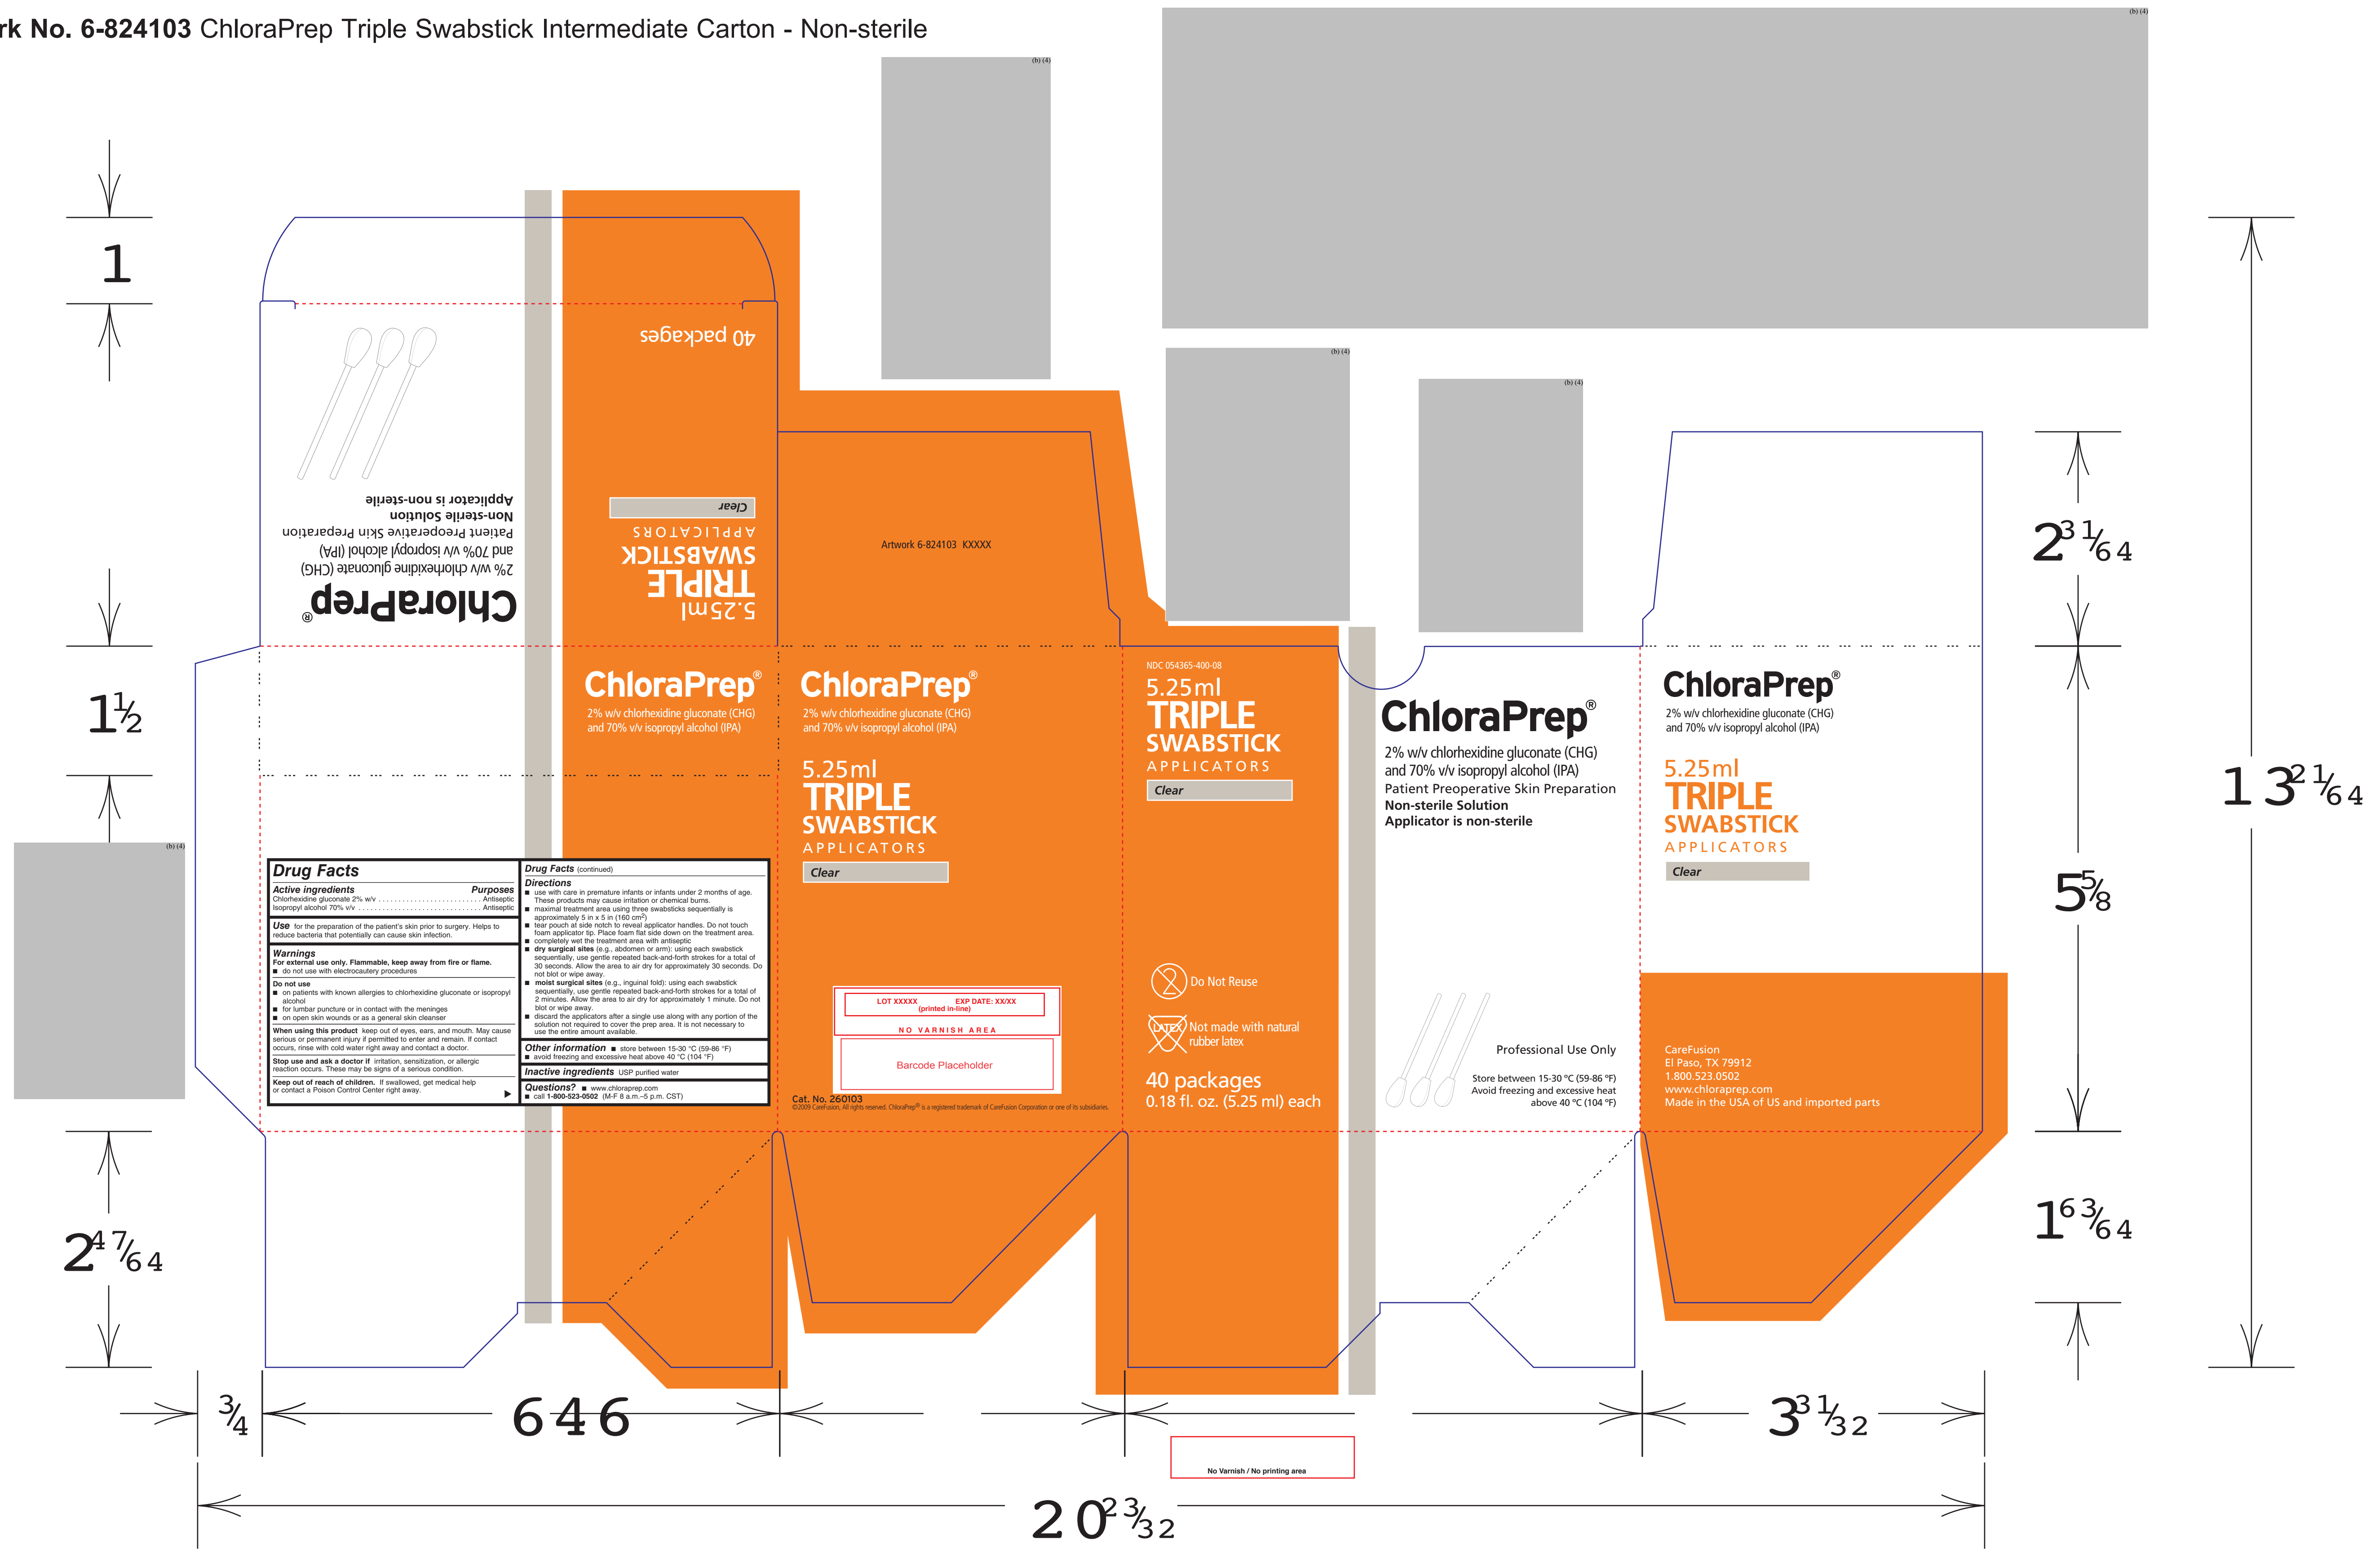 rk No. 6-824103 ChloraPrep Triple Swabstick Intermediate Carton - Non-sterile
(b) (4)
(b) (4)
(b) (4)
(b) (4)
(b) (4)
1
1 1/2
2 47/64
2 31/64
5 5/8
1 63/64
13 21/64
3/4
646
3 31/32
20 23/32
ChloraPrep®
2% w/v chlorhexidine gluconate (CHG)
and 70% v/v isopropyl alcohol (IPA)
Patient Preoperative Skin Preparation
Non-sterile Solution
Applicator is non-sterile
5.25ml
TRIPLE
SWABSTICK
APPLICATORS
Clear
40 packages
Artwork 6-824103 KXXXX
ChloraPrep®
2% w/v chlorhexidine gluconate (CHG)
and 70% v/v isopropyl alcohol (IPA)
Drug Facts
Active ingredients Purposes
Chlorhexidine gluconate 2% w/v . . . . . . . . . . . . . . . . . . . . . . . . . . Antiseptic
Isopropyl alcohol 70% v/v . . . . . . . . . . . . . . . . . . . . . . . . . . . . . . . Antiseptic
Use for the preparation of the patient's skin prior to surgery. Helps to
reduce bacteria that potentially can cause skin infection.
Warnings
For external use only. Flammable, keep away from fire or flame.
■ do not use with electrocautery procedures
Do not use
■ on patients with known allergies to chlorhexidine gluconate or isopropyl
alcohol
■ for lumbar puncture or in contact with the meninges
■ on open skin wounds or as a general skin cleanser
When using this product keep out of eyes, ears, and mouth. May cause
serious or permanent injury if permitted to enter and remain. If contact
occurs, rinse with cold water right away and contact a doctor.
Stop use and ask a doctor if irritation, sensitization, or allergic
reaction occurs. These may be signs of a serious condition.
Keep out of reach of children. If swallowed, get medical help
or contact a Poison Control Center right away.
Drug Facts (continued)
Directions
■ use with care in premature infants or infants under 2 months of age.
These products may cause irritation or chemical burns.
■ maximal treatment area using three swabsticks sequentially is
approximately 5 in x 5 in (160 cm2)
■ tear pouch at side notch to reveal applicator handles. Do not touch
foam applicator tip. Place foam flat side down on the treatment area.
■ completely wet the treatment area with antiseptic
■ dry surgical sites (e.g., abdomen or arm): using each swabstick
sequentially, use gentle repeated back-and-forth strokes for a total of
30 seconds. Allow the area to air dry for approximately 30 seconds. Do
not blot or wipe away.
■ moist surgical sites (e.g., inguinal fold): using each swabstick
sequentially, use gentle repeated back-and-forth strokes for a total of
2 minutes. Allow the area to air dry for approximately 1 minute. Do not
blot or wipe away.
■ discard the applicators after a single use along with any portion of the
solution not required to cover the prep area. It is not necessary to
use the entire amount available.
Other information ■ store between 15-30 °C (59-86 °F)
■ avoid freezing and excessive heat above 40 °C (104 °F)
Inactive ingredients USP purified water
Questions? ■ www.chloraprep.com
■ call 1-800-523-0502 (M-F 8 a.m.–5 p.m. CST)
ChloraPrep®
2% w/v chlorhexidine gluconate (CHG)
and 70% v/v isopropyl alcohol (IPA)
5.25ml
TRIPLE
SWABSTICK
APPLICATORS
Clear
LOT XXXXX EXP DATE: XX/XX
(printed in-line)
NO VARNISH AREA
Barcode Placeholder
Cat. No. 260103
©2009 CareFusion, All rights reserved. ChloraPrep® is a registered trademark of CareFusion Corporation or one of its subsidiaries.
NDC 054365-400-08
5.25ml
TRIPLE
SWABSTICK
APPLICATORS
Clear
2 Do Not Reuse
LATEX Not made with natural
rubber latex
40 packages
0.18 fl. oz. (5.25 ml) each
ChloraPrep®
2% w/v chlorhexidine gluconate (CHG)
and 70% v/v isopropyl alcohol (IPA)
Patient Preoperative Skin Preparation
Non-sterile Solution
Applicator is non-sterile
Professional Use Only
Store between 15-30 ºC (59-86 ºF)
Avoid freezing and excessive heat
above 40 ºC (104 ºF)
ChloraPrep®
2% w/v chlorhexidine gluconate (CHG)
and 70% v/v isopropyl alcohol (IPA)
5.25ml
TRIPLE
SWABSTICK
APPLICATORS
Clear
CareFusion
El Paso, TX 79912
1.800.523.0502
www.chloraprep.com
Made in the USA of US and imported parts
No Varnish / No printing area